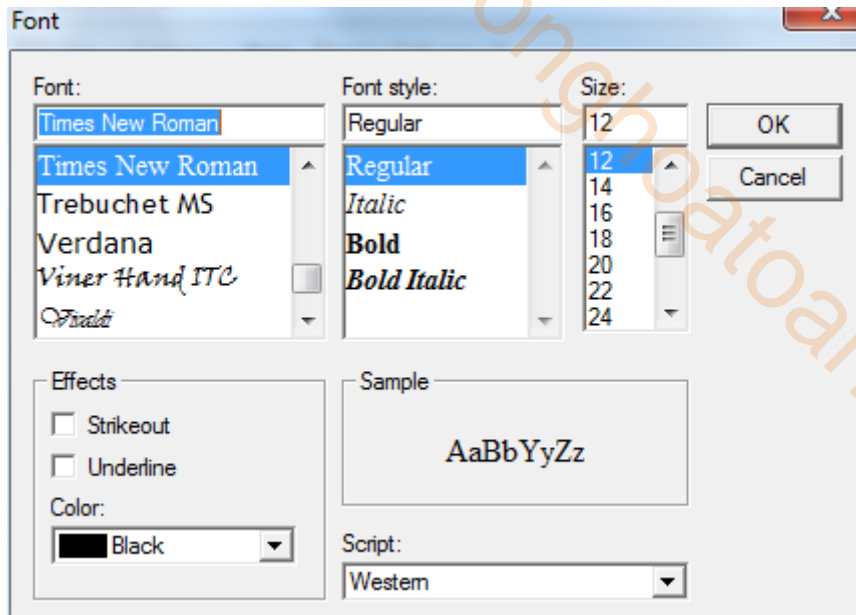 Font
Font:
Times New Roman
Times New Roman
Trebuchet MS
Verdana
Viner Hand ITC
Vivaldi
Font style:
Regular
Regular
Italic
Bold
Bold Italic
Size:
12
12
14
16
18
20
22
24
OK
Cancel
Effects
Strikeout
Underline
Color:
Black
Sample
AaBbYyZz
Script:
Western
onghoatoan